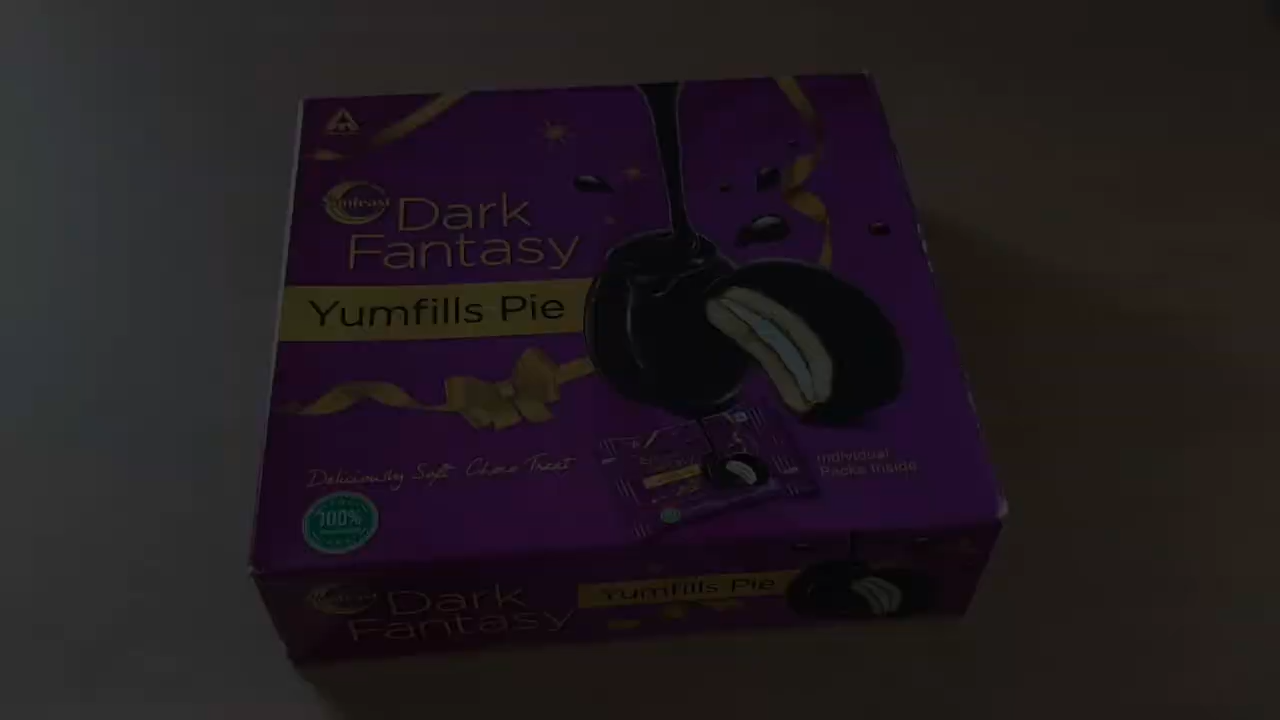 Sunfeast
Dark
Fantasy
Yumfills Pie
Deliciously Soft Choco Treat
100%
Individual
Packs Inside
Dark
Fantasy
Yumfills Pie